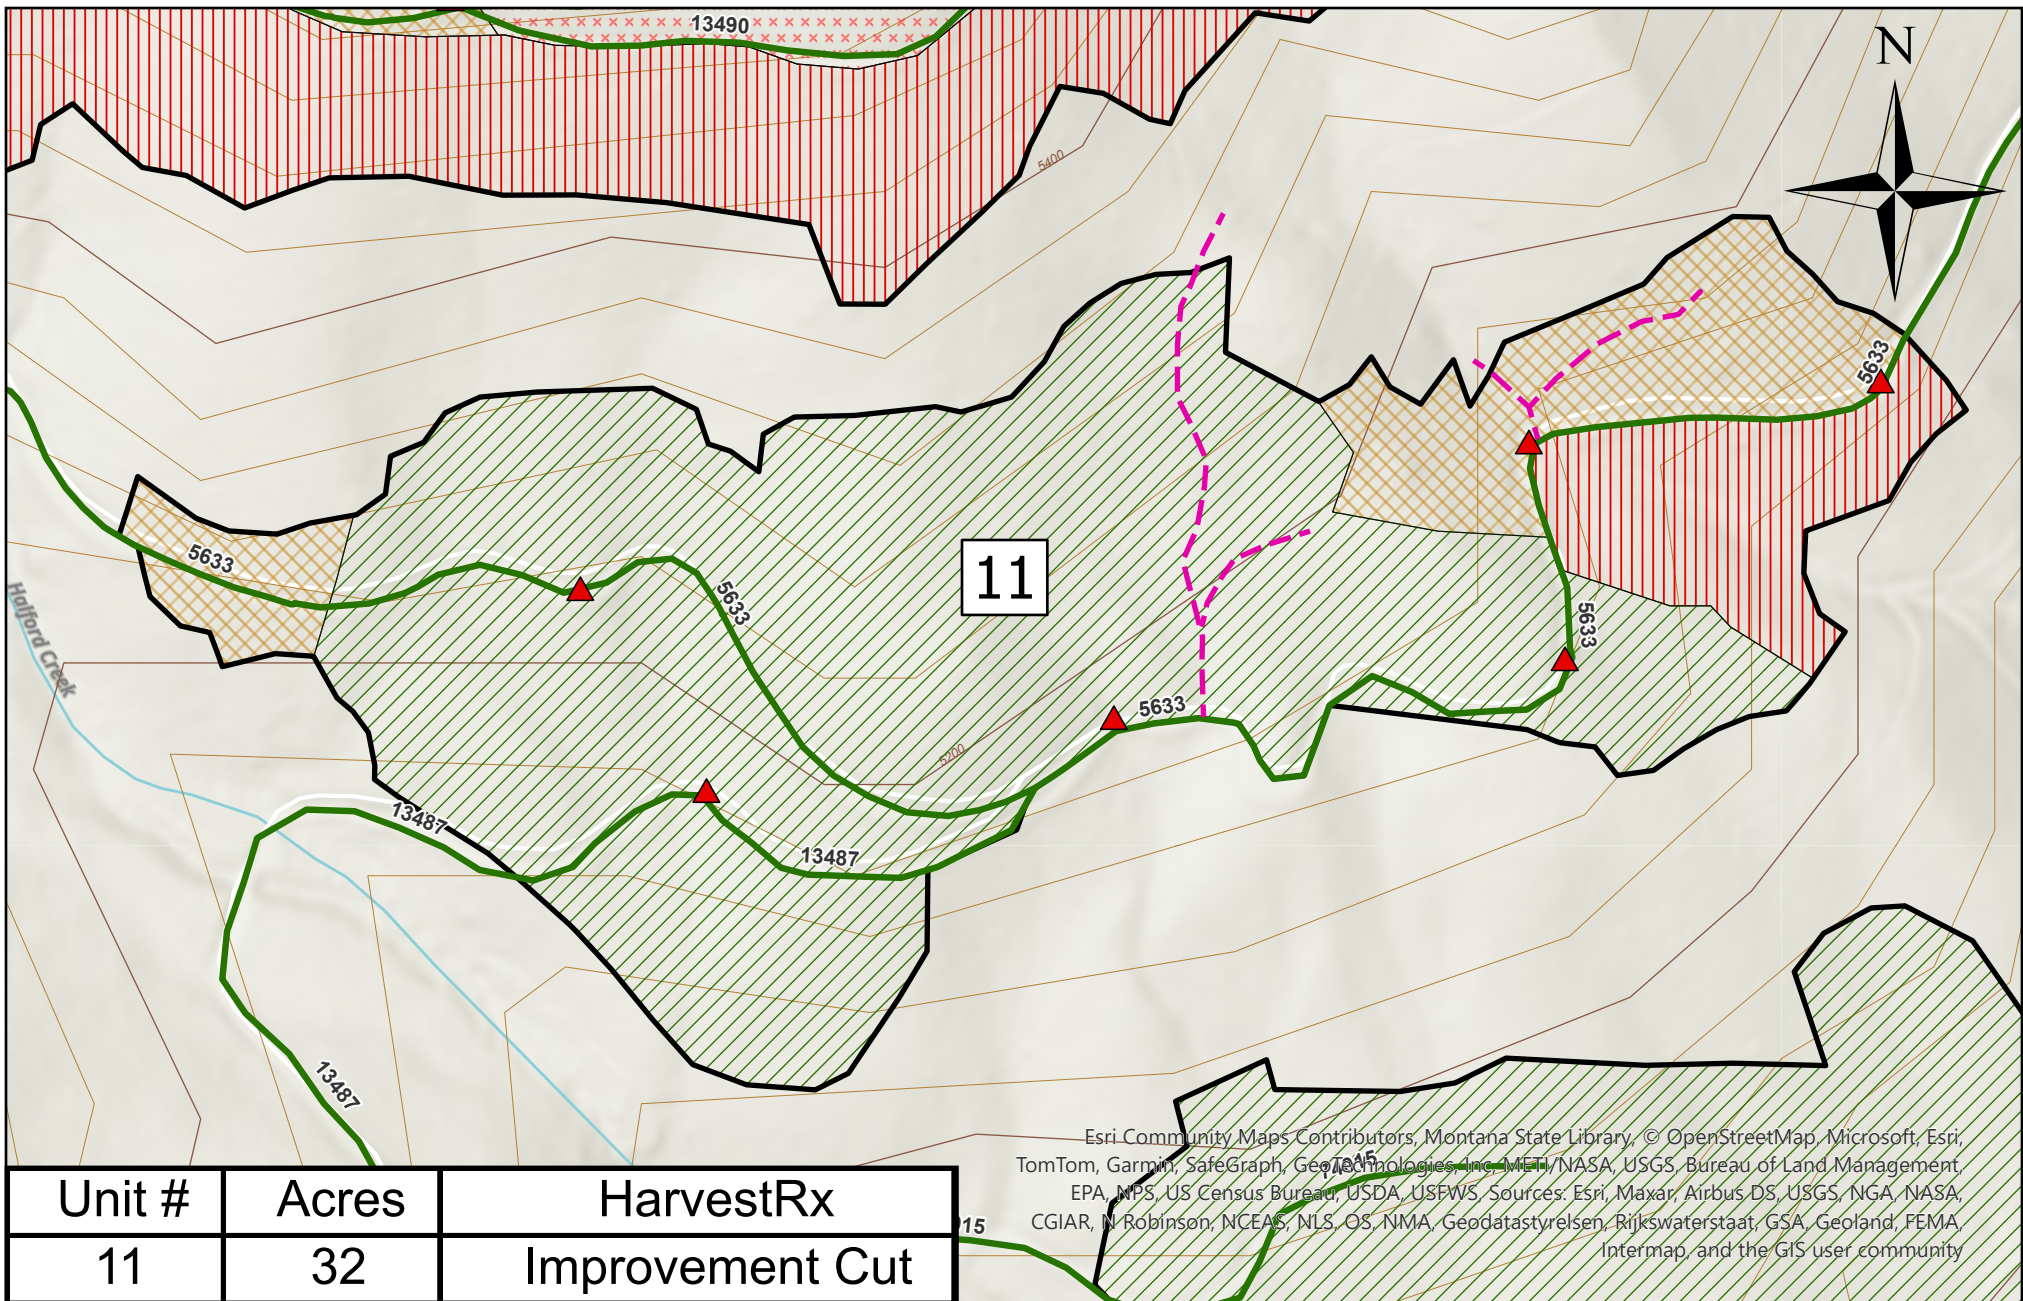 13490
N
5400
5633
5633
Halford Creek
5633
11
5633
5633
5200
13487
13487
13487
Esri Community Maps Contributors, Montana State Library, © OpenStreetMap, Microsoft, Esri,
TomTom, Garmin, SafeGraph, GeoTechnologies, Inc, METI/NASA, USGS, Bureau of Land Management,
EPA, NPS, US Census Bureau, USDA, USFWS, Sources: Esri, Maxar, Airbus DS, USGS, NGA, NASA,
CGIAR, N Robinson, NCEAS, NLS, OS, NMA, Geodatastyrelsen, Rijkswaterstaat, GSA, Geoland, FEMA,
Intermap, and the GIS user community
15
Unit # Acres HarvestRx
11 32 Improvement Cut